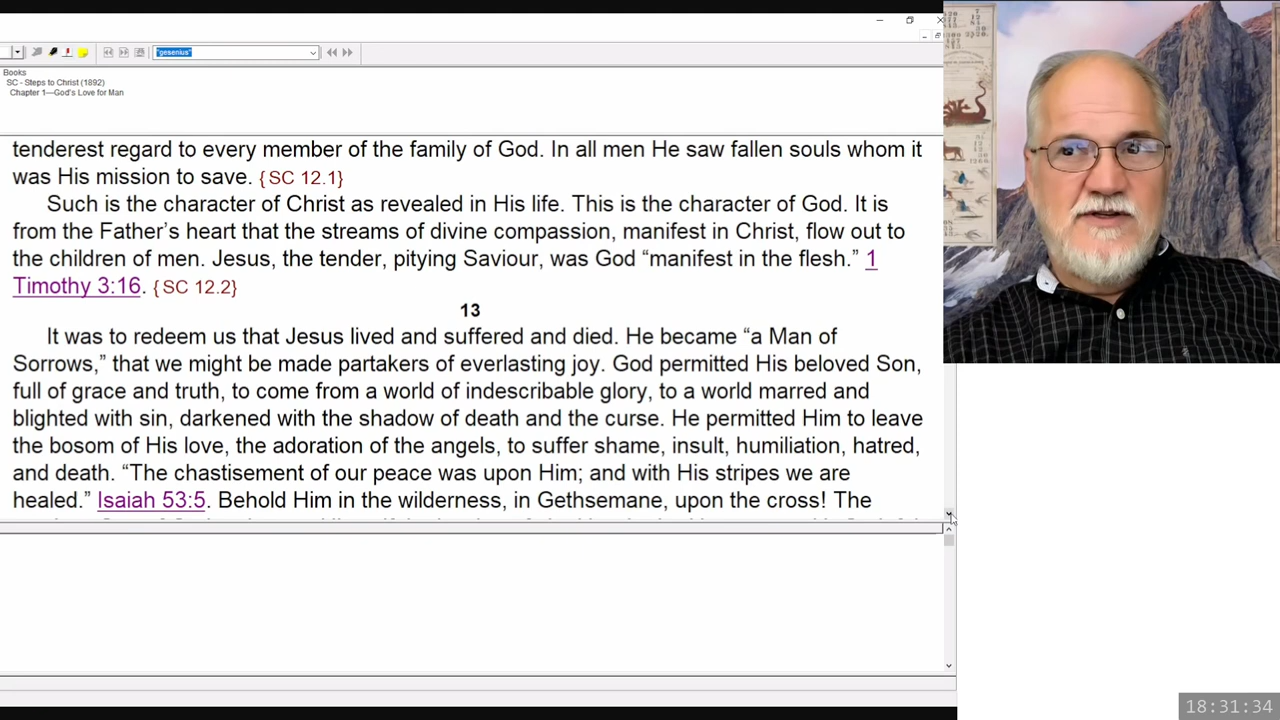 "gesenius"
Books
SC - Steps to Christ (1892)
Chapter 1—God's Love for Man
tenderest regard to every member of the family of God. In all men He saw fallen souls whom it
was His mission to save. {SC 12.1}
Such is the character of Christ as revealed in His life. This is the character of God. It is
from the Father’s heart that the streams of divine compassion, manifest in Christ, flow out to
the children of men. Jesus, the tender, pitying Saviour, was God “manifest in the flesh.” 1
Timothy 3:16. {SC 12.2}
13
It was to redeem us that Jesus lived and suffered and died. He became “a Man of
Sorrows,” that we might be made partakers of everlasting joy. God permitted His beloved Son,
full of grace and truth, to come from a world of indescribable glory, to a world marred and
blighted with sin, darkened with the shadow of death and the curse. He permitted Him to leave
the bosom of His love, the adoration of the angels, to suffer shame, insult, humiliation, hatred,
and death. “The chastisement of our peace was upon Him; and with His stripes we are
healed.” Isaiah 53:5. Behold Him in the wilderness, in Gethsemane, upon the cross! The
18:31:34